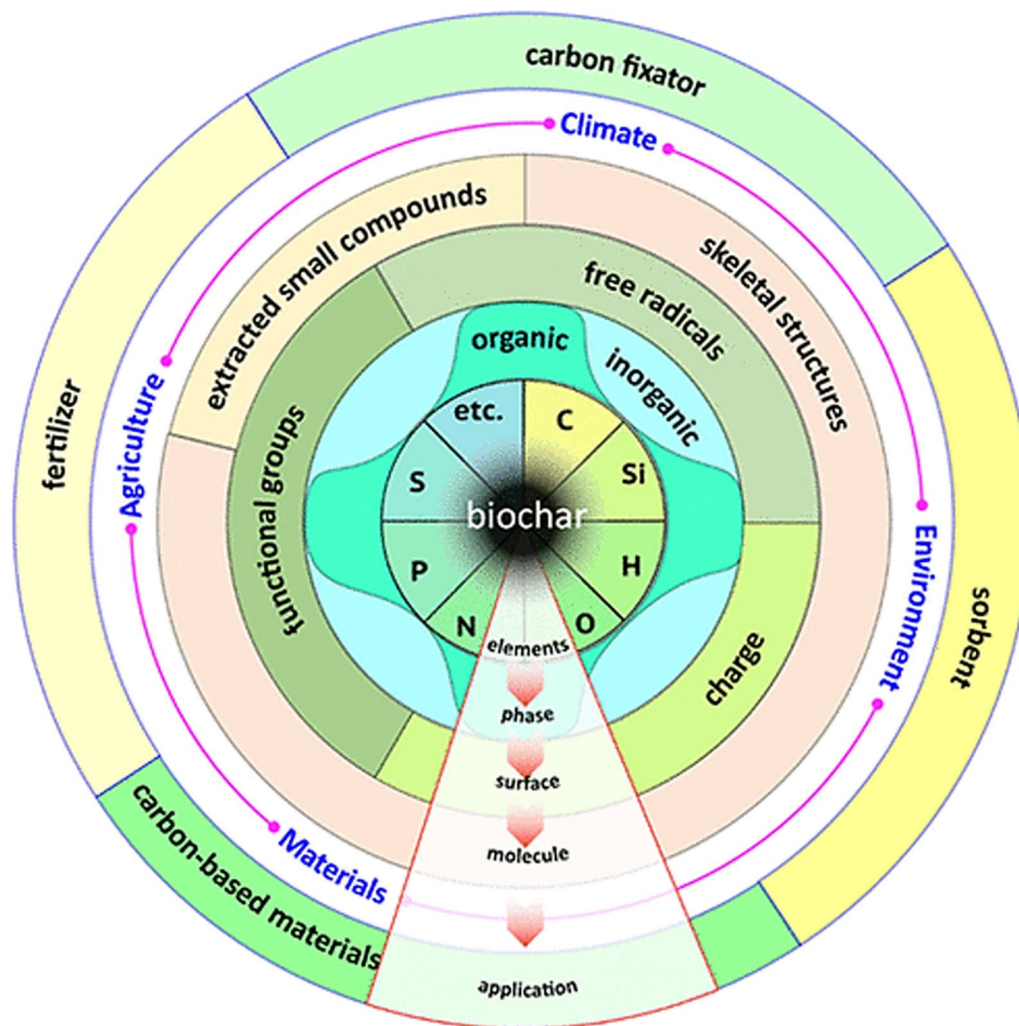 carbon fixator
Climate
extracted small compounds
skeletal structures
free radicals
organic
inorganic
functional groups
fertilizer
Agriculture
etc.
C
S
Si
biochar
P
H
N
O
Environment
sorbent
charge
elements
phase
surface
molecule
Materials
carbon-based materials
application